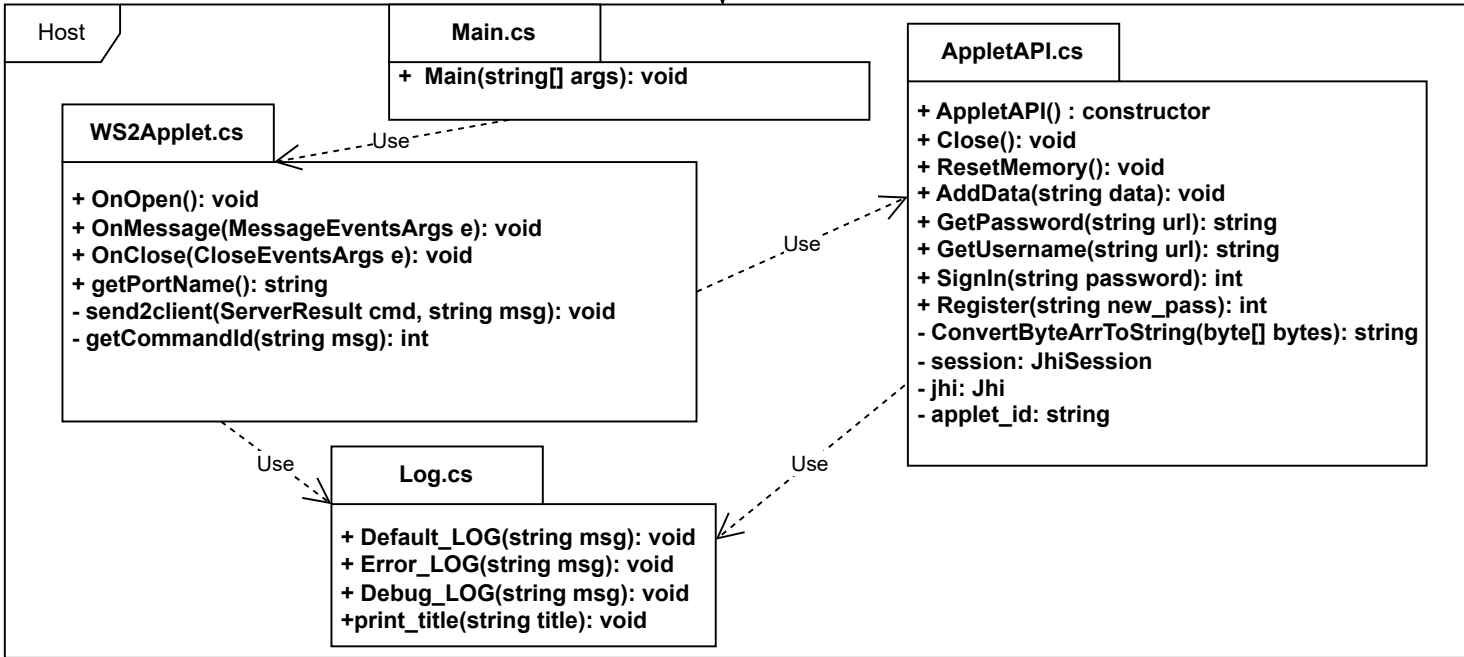 Host
Main.cs
+ Main(string[] args): void
Use
WS2Applet.cs
+ OnOpen(): void
+ OnMessage(MessageEventsArgs e): void
+ OnClose(CloseEventsArgs e): void
+ getPortName(): string
- send2client(ServerResult cmd, string msg): void
- getCommandId(string msg): int
Use
AppletAPI.cs
+ AppletAPI() : constructor
+ Close(): void
+ ResetMemory(): void
+ AddData(string data): void
+ GetPassword(string url): string
+ GetUsername(string url): string
+ SignIn(string password): int
+ Register(string new_pass): int
- ConvertByteArrToString(byte[] bytes): string
- session: JhiSession
- jhi: Jhi
- applet_id: string
Use
Use
Log.cs
+ Default_LOG(string msg): void
+ Error_LOG(string msg): void
+ Debug_LOG(string msg): void
+print_title(string title): void